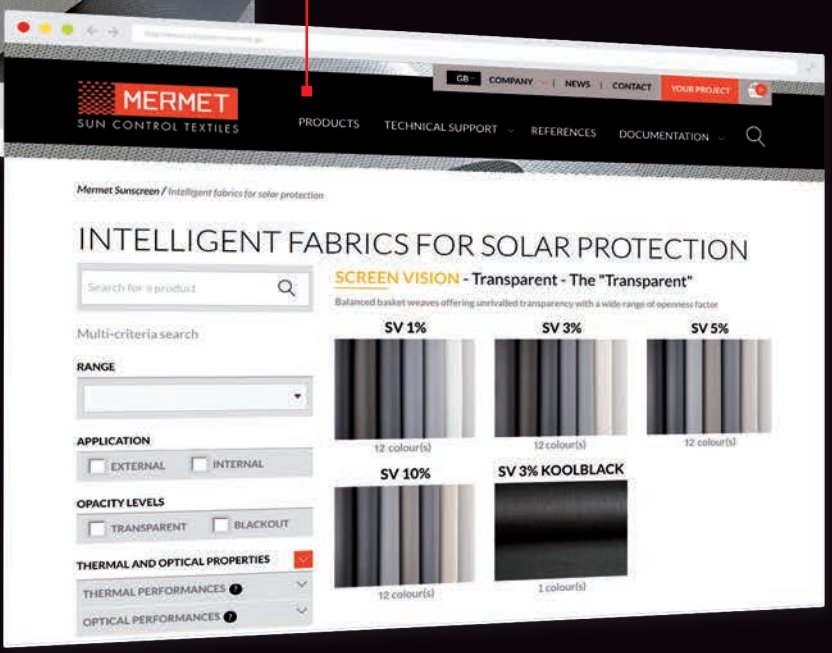 GB
COMPANY | NEWS | CONTACT
YOUR PROJECT
MERMET
SUN CONTROL TEXTILES
PRODUCTS
TECHNICAL SUPPORT
REFERENCES
DOCUMENTATION
Mermet Sunscreen / Intelligent fabrics for solar protection
INTELLIGENT FABRICS FOR SOLAR PROTECTION
Search for a product
Multi-criteria search
RANGE
APPLICATION
EXTERNAL
INTERNAL
OPACITY LEVELS
TRANSPARENT
BLACKOUT
THERMAL AND OPTICAL PROPERTIES
THERMAL PERFORMANCES ?
OPTICAL PERFORMANCES ?
SCREEN VISION - Transparent - The "Transparent"
Balanced basket weaves offering unrivalled transparency with a wide range of openness factor
SV 1%
12 colour(s)
SV 3%
12 colour(s)
SV 5%
12 colour(s)
SV 10%
12 colour(s)
SV 3% KOOLBLACK
1 colour(s)